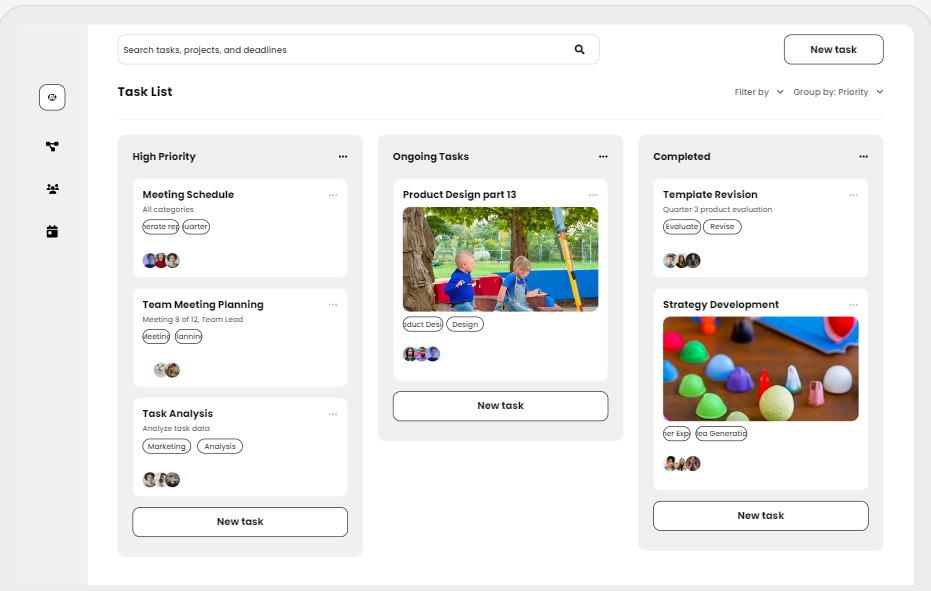 Search tasks, projects, and deadlines
New task
Task List
Filter by
Group by: Priority
High Priority
Meeting Schedule
All categories
nerate rep
uarter
Team Meeting Planning
Meeting 8 of 12, Team Lead
Meeting
lannin
Task Analysis
Analyze task data
Marketing
Analysis
New task
Ongoing Tasks
Product Design part 13
oduct Desi
Design
New task
Completed
Template Revision
Quarter 3 product evaluation
Evaluate
Revise
Strategy Development
ner Exp
ea Generatio
New task